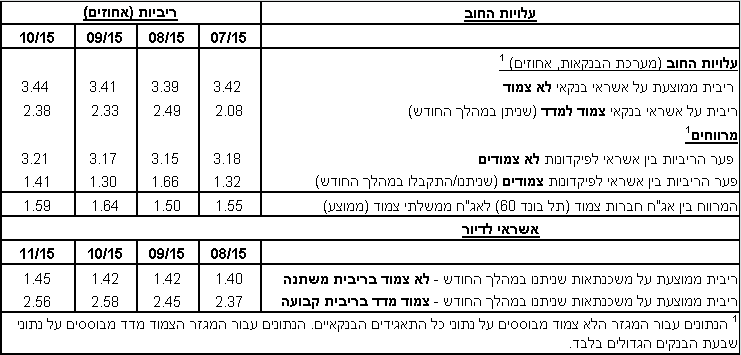 עלויות החוב ריביות (אחוזים)
07/15 08/15 09/15 10/15
עלויות החוב (מערכת הבנקאות, אחוזים) 1
ריבית ממוצעת על אשראי בנקאי לא צמוד 3.42 3.39 3.41 3.44
ריבית על אשראי בנקאי צמוד למדד (שניתן במהלך החודש) 2.08 2.49 2.33 2.38
מרווחים1
פער הריביות בין אשראי לפיקדונות לא צמודים 3.18 3.15 3.17 3.21
פער הריביות בין אשראי לפיקדונות צמודים (שניתנו/התקבלו במהלך החודש) 1.32 1.66 1.30 1.41
המרווח בין אג"ח חברות צמוד (תל בונד 60) לאג"ח ממשלתי צמוד (ממוצע) 1.55 1.50 1.64 1.59
אשראי לדיור
08/15 09/15 10/15 11/15
ריבית ממוצעת על משכנתאות שניתנו במהלך החודש - לא צמוד בריבית משתנה 1.40 1.42 1.42 1.45
ריבית ממוצעת על משכנתאות שניתנו במהלך החודש - צמוד מדד בריבית קבועה 2.37 2.45 2.58 2.56
1 הנתונים עבור המגזר הלא צמוד מבוססים על נתוני כל התאגידים הבנקאיים. הנתונים עבור המגזר הצמוד מדד מבוססים על נתוני
שבעת הבנקים הגדולים בלבד.